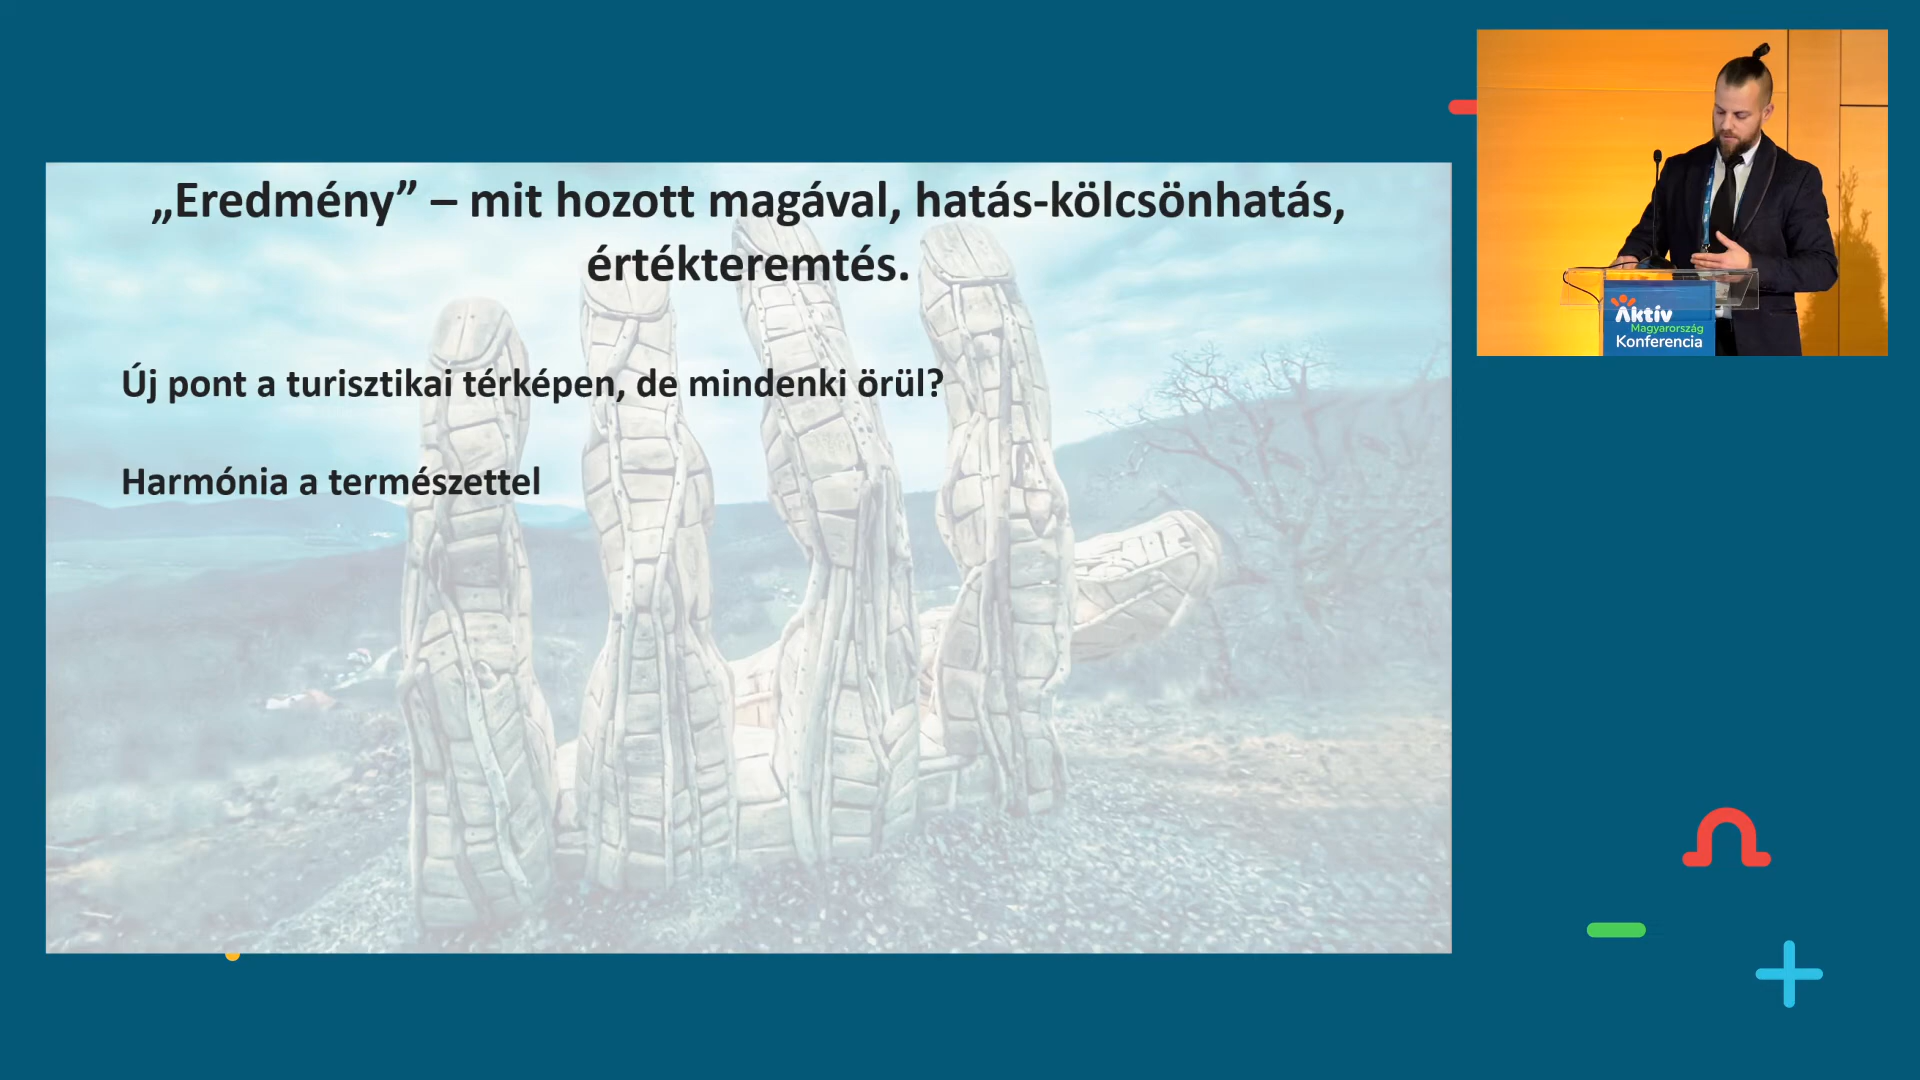 „Eredmény” – mit hozott magával, hatás-kölcsönhatás,
értékteremtés.
Új pont a turisztikai térképen, de mindenki örül?
Harmónia a természettel
Aktív
Magyarország
Konferencia